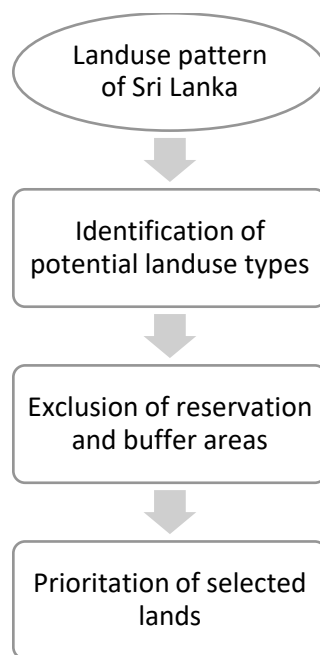 Landuse pattern
of Sri Lanka
Identification of
potential landuse types
Exclusion of reservation
and buffer areas
Prioritation of selected
lands